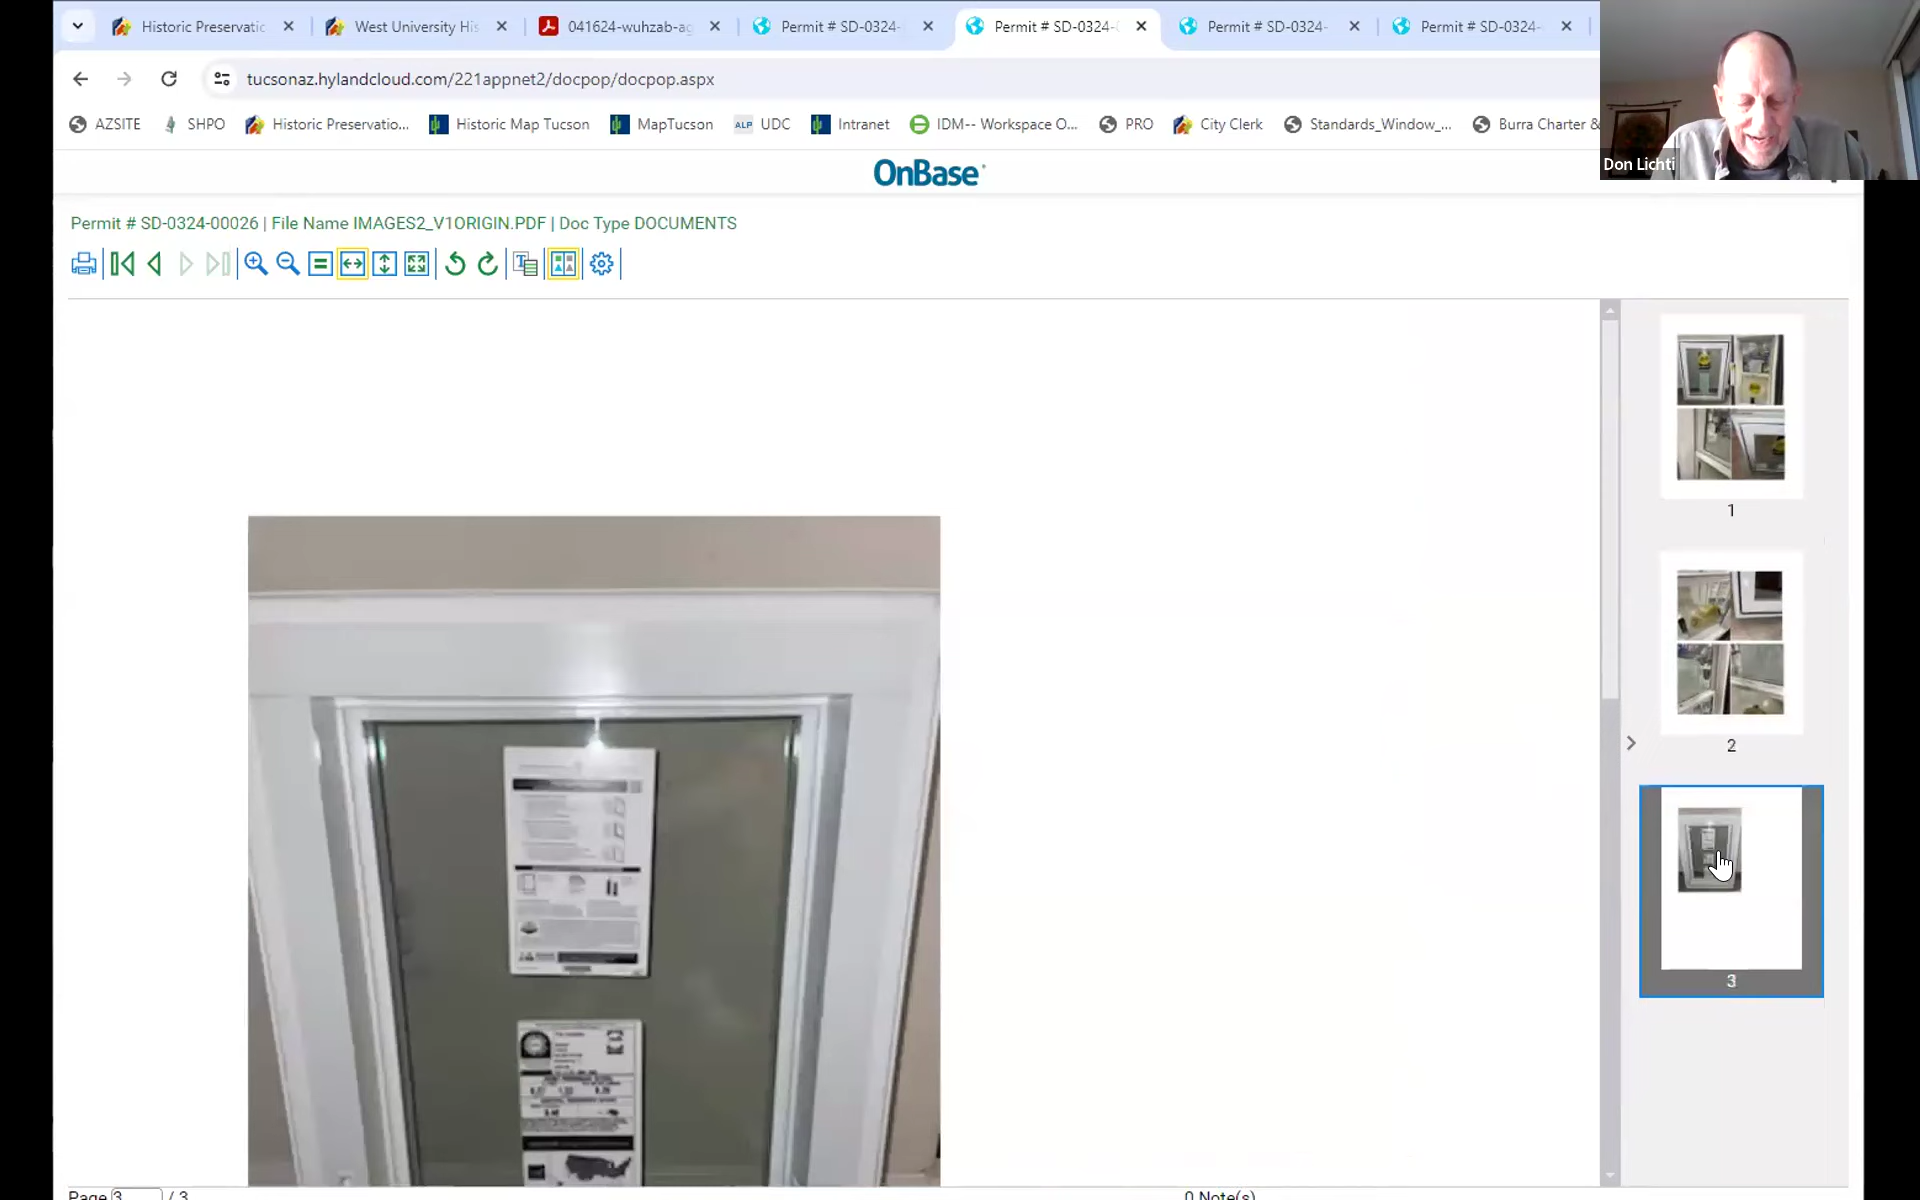 Historic Preservatic
West University His
041624-wuhzab-ag
Permit # SD-0324-
Permit # SD-0324-
Permit # SD-0324-
Permit # SD-0324-
tucsonaz.hylandcloud.com/221appnet2/docpop/docpop.aspx
AZSITE
SHPO
Historic Preservatio...
Historic Map Tucson
MapTucson
ALP UDC
Intranet
IDM-- Workspace O...
PRO
City Clerk
Standards_Window_...
Burra Charter &
Don Lichti
OnBase
Permit # SD-0324-00026 | File Name IMAGES2_V1ORIGIN.PDF | Doc Type DOCUMENTS
1
2
3
Page 3 / 3
0 Note(s)